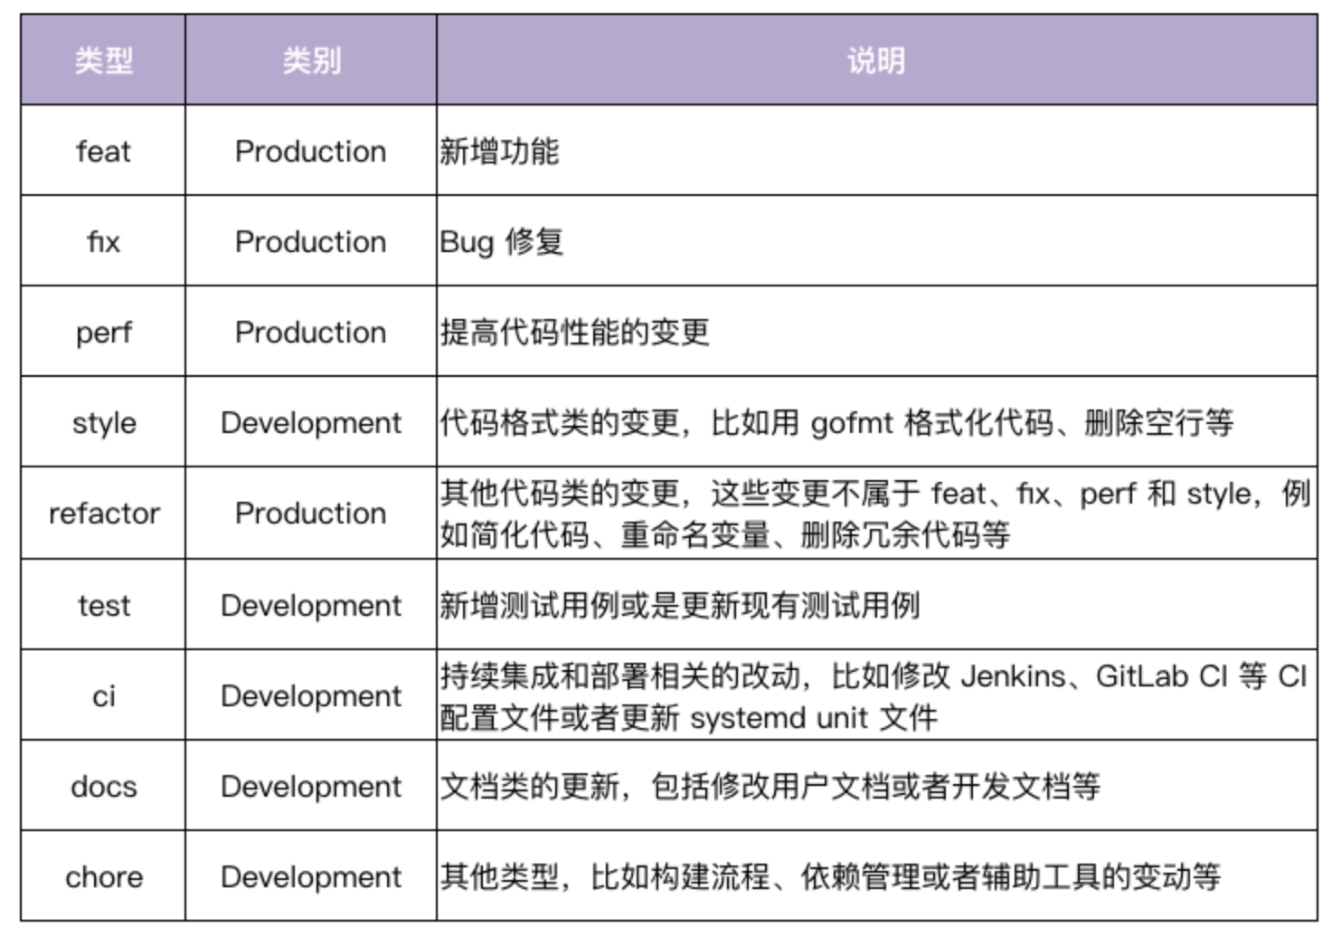 类型 类别 说明
feat Production 新增功能
fix Production Bug 修复
perf Production 提高代码性能的变更
style Development 代码格式类的变更，比如用 gofmt 格式化代码、删除空行等
refactor Production 其他代码类的变更，这些变更不属于 feat、fix、perf 和 style，例
如简化代码、重命名变量、删除冗余代码等
test Development 新增测试用例或是更新现有测试用例
ci Development 持续集成和部署相关的改动，比如修改 Jenkins、GitLab CI 等 CI
配置文件或者更新 systemd unit 文件
docs Development 文档类的更新，包括修改用户文档或者开发文档等
chore Development 其他类型，比如构建流程、依赖管理或者辅助工具的变动等